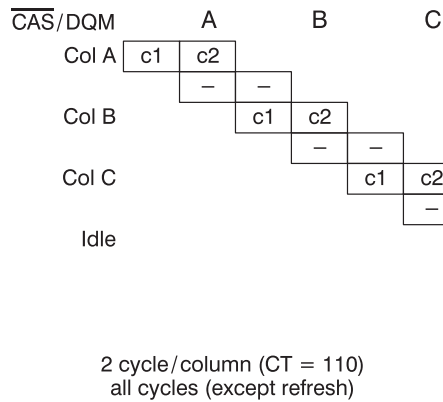 CAS/DQM A B C
Col A c1 c2
– –
Col B c1 c2
– –
Col C c1 c2
–
Idle
2 cycle/column (CT = 110)
all cycles (except refresh)